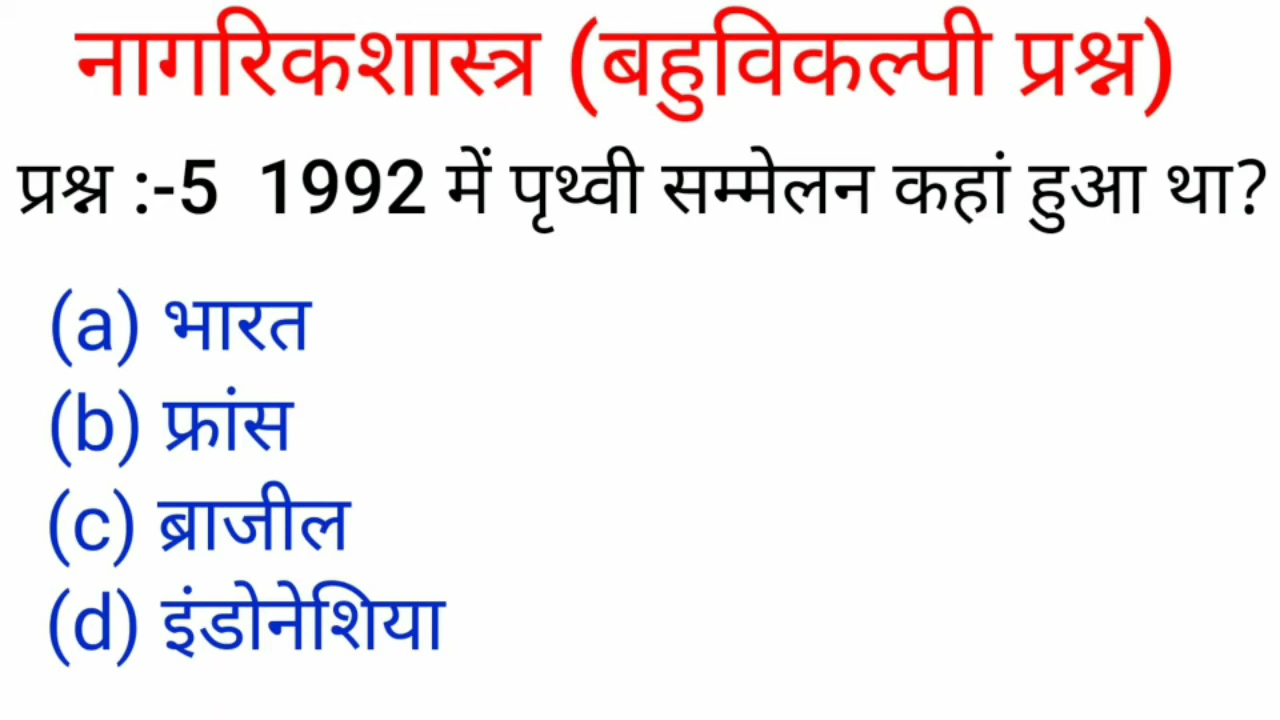 नागरिकशास्त्र (बहुविकल्पी प्रश्न)
प्रश्न :-5 1992 में पृथ्वी सम्मेलन कहां हुआ था?
(a) भारत
(b) फ्रांस
(c) ब्राजील
(d) इंडोनेशिया